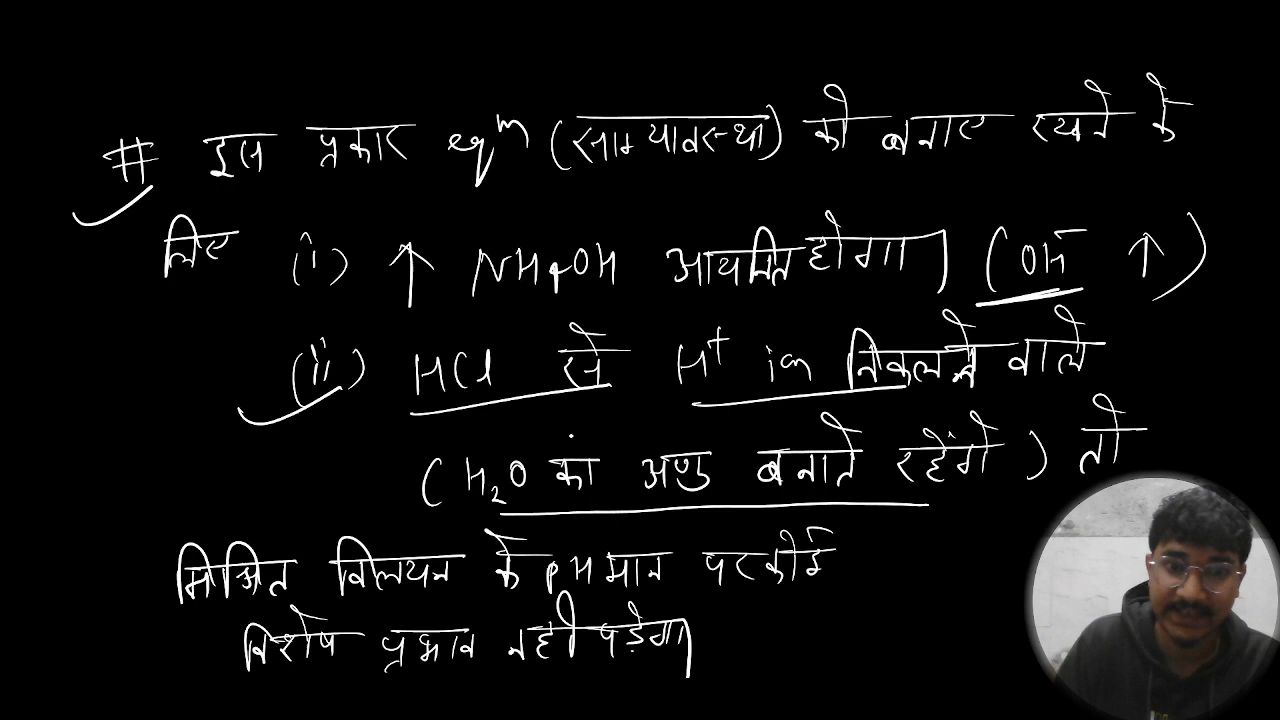 # इस प्रकार eqᵐ (साम्यावस्था) को बनाए रखने के
लिए (i) ↑ NH₄OH आयनित होगा (OH⁻ ↑)
(ii) HCl से H⁺ ion निकलने वाले
(H₂O का अणु बनाते रहेंगे) तो
मिश्रित विलयन के PH मान पर कोई
विशेष प्रभाव नहीं पड़ेगा